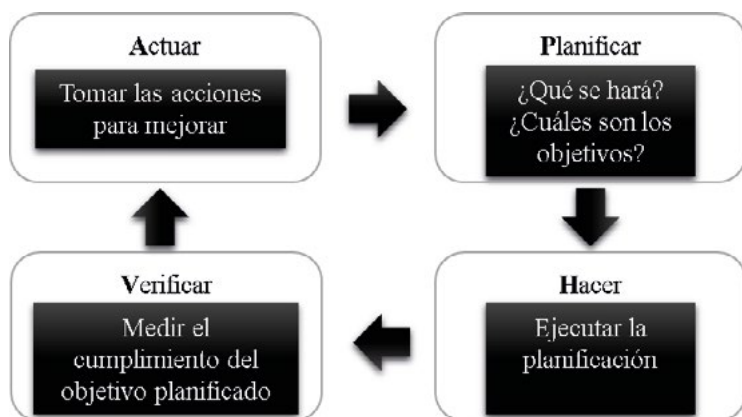 Actuar
Tomar las acciones
para mejorar
Planificar
¿Qué se hará?
¿Cuáles son los
objetivos?
Verificar
Medir el
cumplimiento del
objetivo planificado
Hacer
Ejecutar la
planificación